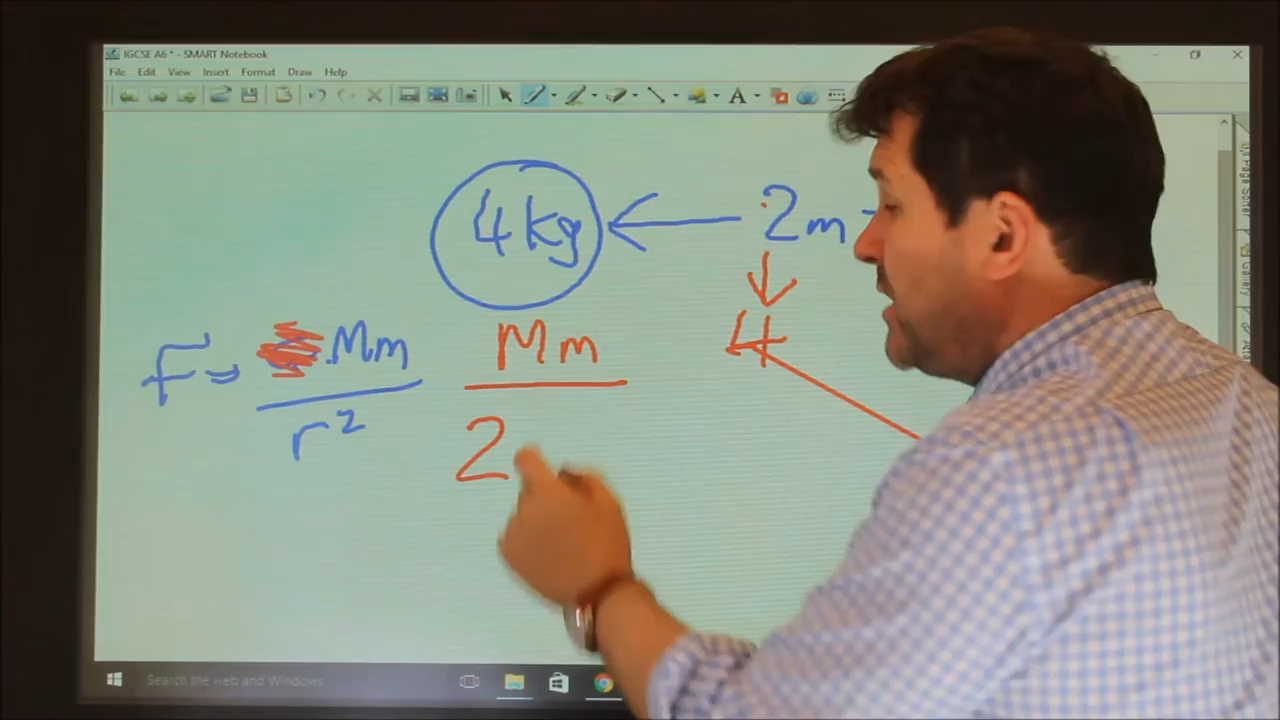 IGCSE A6* - SMART Notebook
File Edit View Insert Format Draw Help
4kg ← 2m
↓
4
F = Mm Mm
r² 2
Search the web and Windows